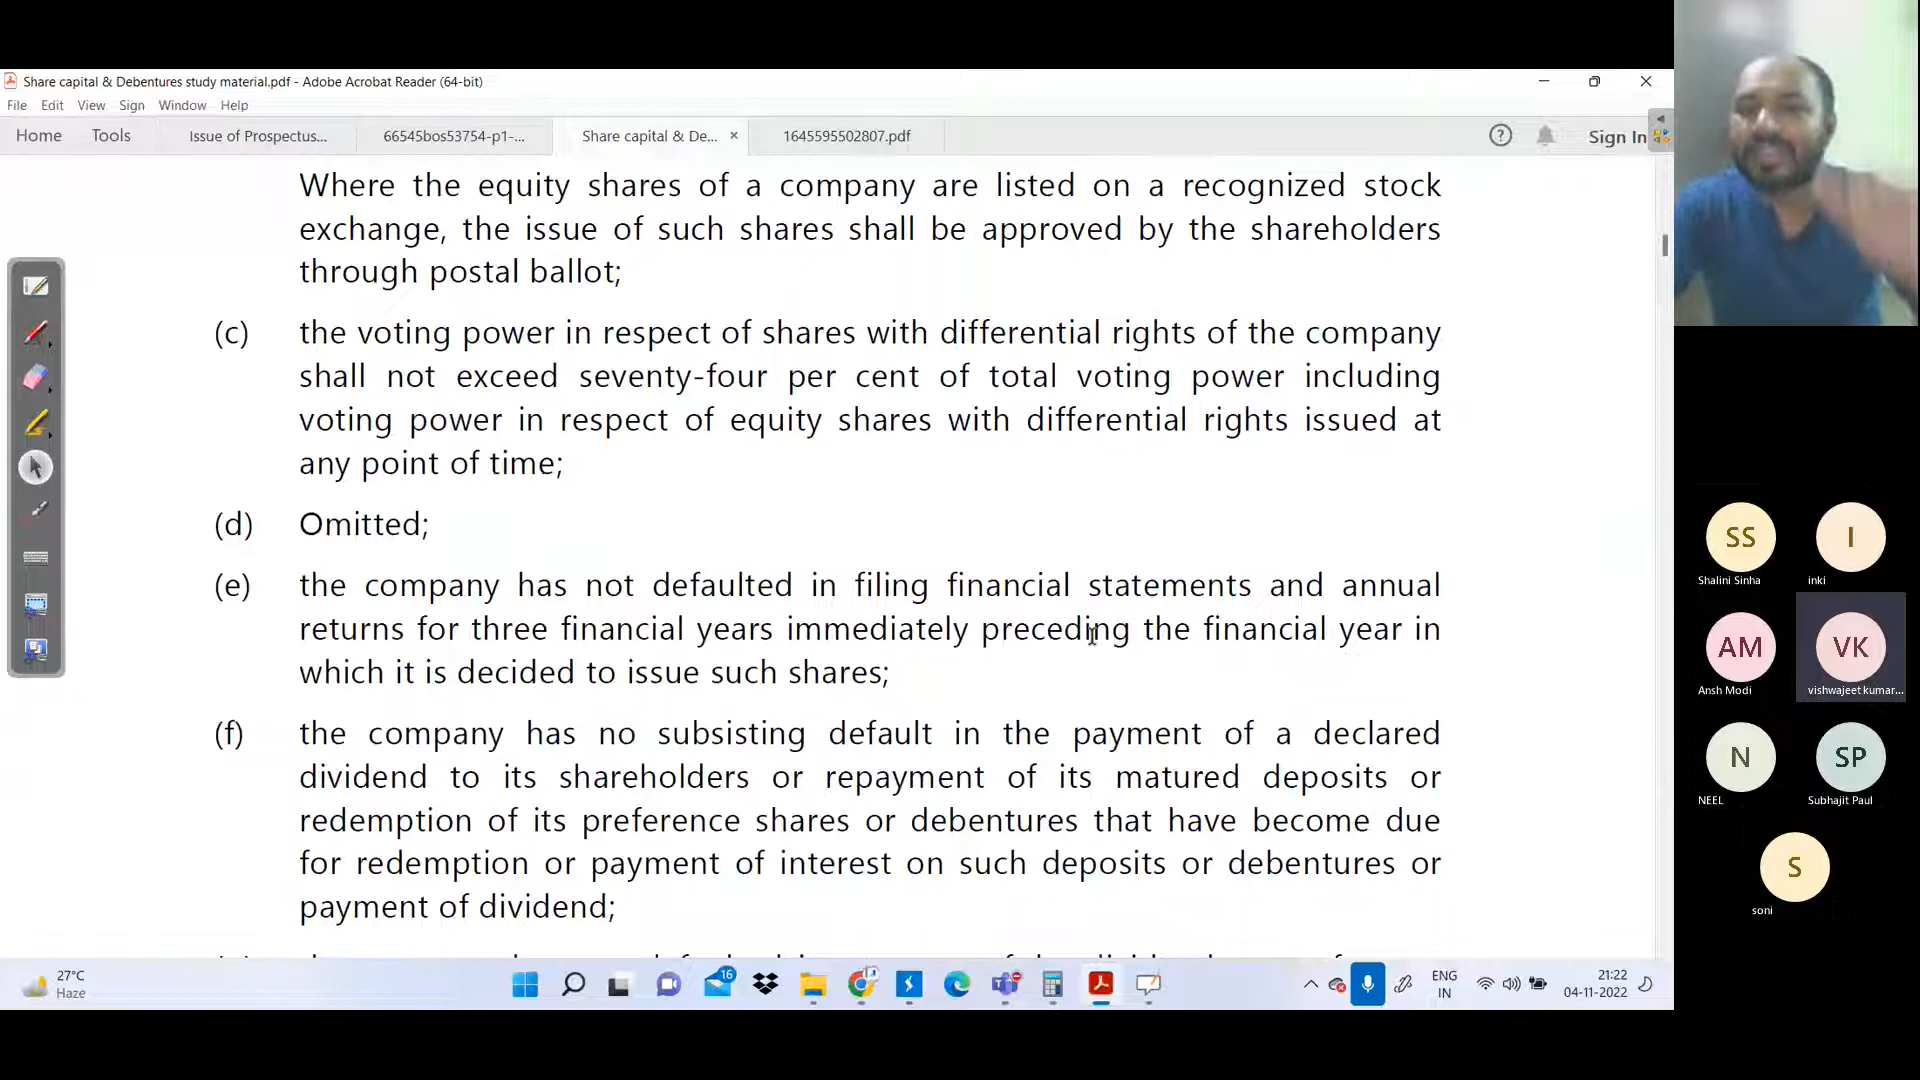 Share capital & Debentures study material.pdf - Adobe Acrobat Reader (64-bit)
File Edit View Sign Window Help
Home Tools Issue of Prospectus... 66545bos53754-p1-... Share capital & De... × 1645595502807.pdf Sign In
Where the equity shares of a company are listed on a recognized stock
exchange, the issue of such shares shall be approved by the shareholders
through postal ballot;
(c) the voting power in respect of shares with differential rights of the company
shall not exceed seventy-four per cent of total voting power including
voting power in respect of equity shares with differential rights issued at
any point of time;
(d) Omitted;
(e) the company has not defaulted in filing financial statements and annual
returns for three financial years immediately preceding the financial year in
which it is decided to issue such shares;
(f) the company has no subsisting default in the payment of a declared
dividend to its shareholders or repayment of its matured deposits or
redemption of its preference shares or debentures that have become due
for redemption or payment of interest on such deposits or debentures or
payment of dividend;
SS I
Shalini Sinha inki
AM VK
Ansh Modi vishwajeet kumar...
N SP
NEEL Subhajit Paul
S
soni
27°C
Haze
16
ENG
IN
21:22
04-11-2022